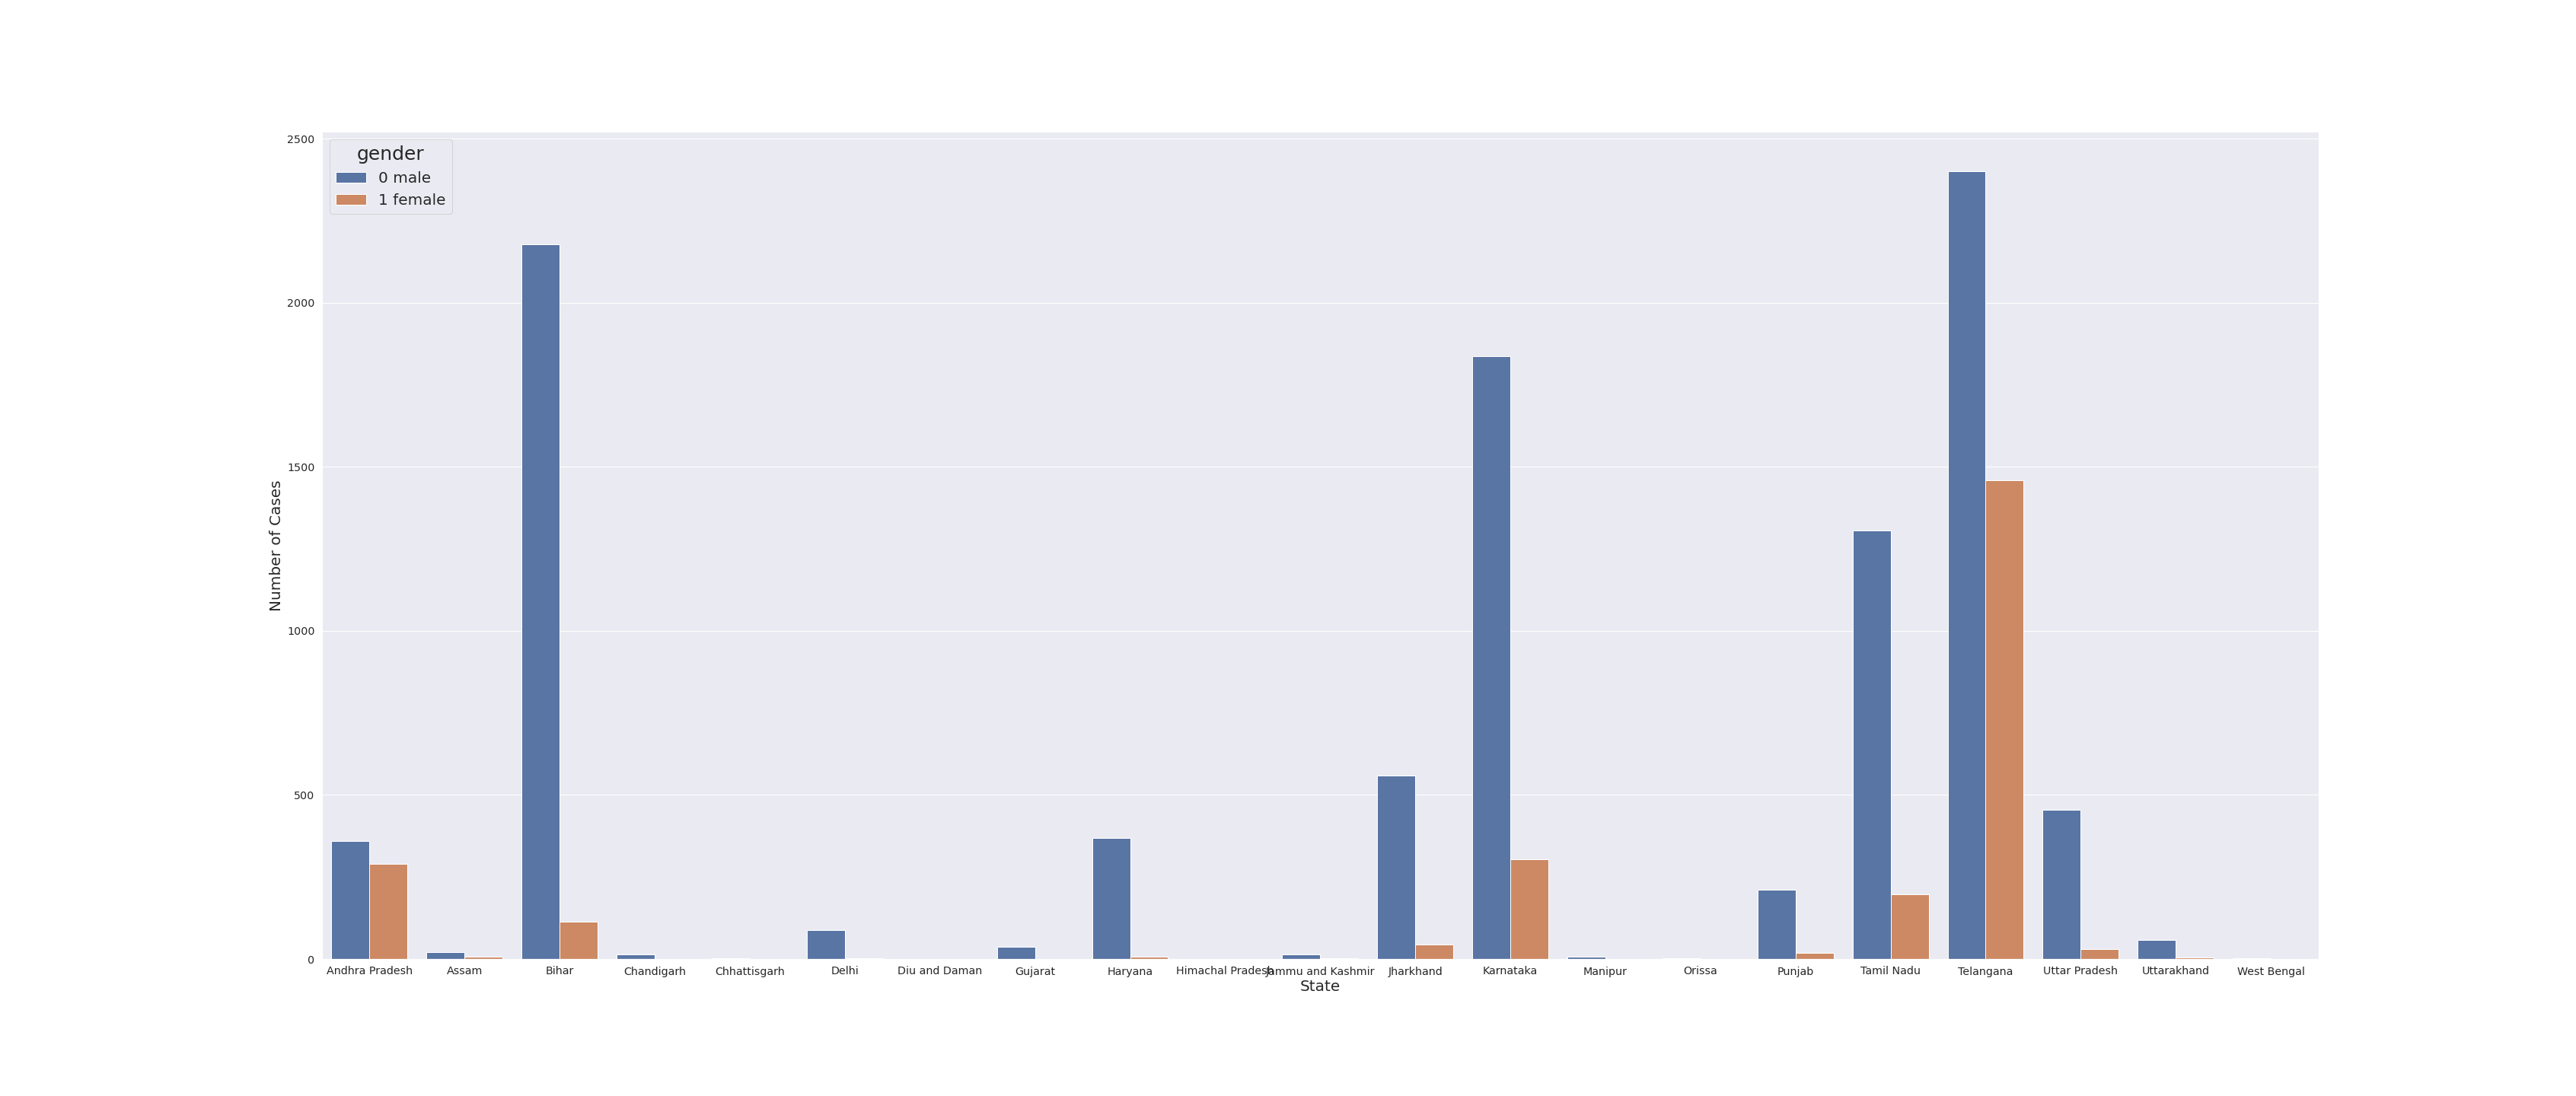 2500
2000
1500
1000
500
0
Number of Cases
gender
0 male
1 female
Andhra Pradesh Assam Bihar Chandigarh Chhattisgarh Delhi Diu and Daman Gujarat Haryana Himachal Pradesh Jammu and Kashmir Jharkhand Karnataka Manipur Orissa Punjab Tamil Nadu Telangana Uttar Pradesh Uttarakhand West Bengal
State